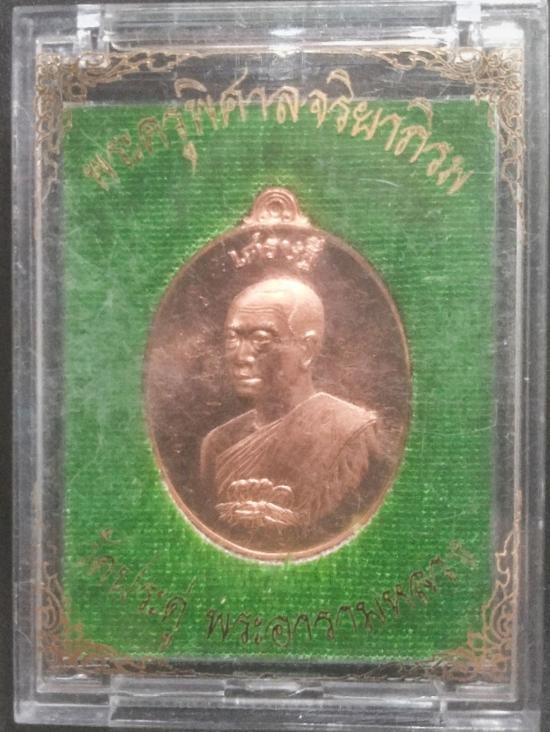 พระครูพิศาลจริยาภิรม
เศรษฐี
วัดประดู่ พระอารามหลวง